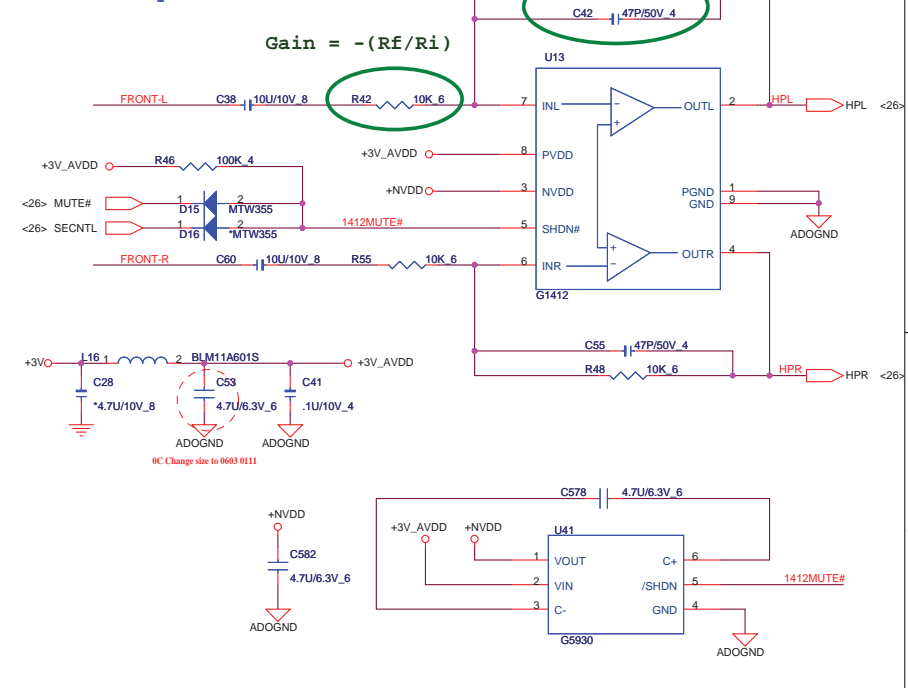 C42 47P/50V_4
Gain = -(Rf/Ri)
U13
FRONT-L C38 10U/10V_8 R42 10K_6 7 INL OUTL 2 HPL HPL <26>
+3V_AVDD R46 100K_4 +3V_AVDD 8 PVDD
<26> MUTE# 1 2 +NVDD 3 NVDD PGND 1
D15 MTW355 GND 9
<26> SECNTL 1 2 1412MUTE# 5 SHDN# ADOGND
D16 *MTW355
FRONT-R C60 10U/10V_8 R55 10K_6 6 INR OUTR 4
G1412
C55 47P/50V_4
+3V L16 1 2 BLM11A601S +3V_AVDD R48 10K_6 HPR HPR <26>
C28 C53 C41
*4.7U/10V_8 4.7U/6.3V_6 .1U/10V_4
ADOGND ADOGND
0C Change size to 0603 0111
C578 4.7U/6.3V_6
+NVDD +3V_AVDD +NVDD U41
C582 1 VOUT C+ 6
4.7U/6.3V_6 2 VIN /SHDN 5 1412MUTE#
3 C- GND 4
ADOGND G5930 ADOGND